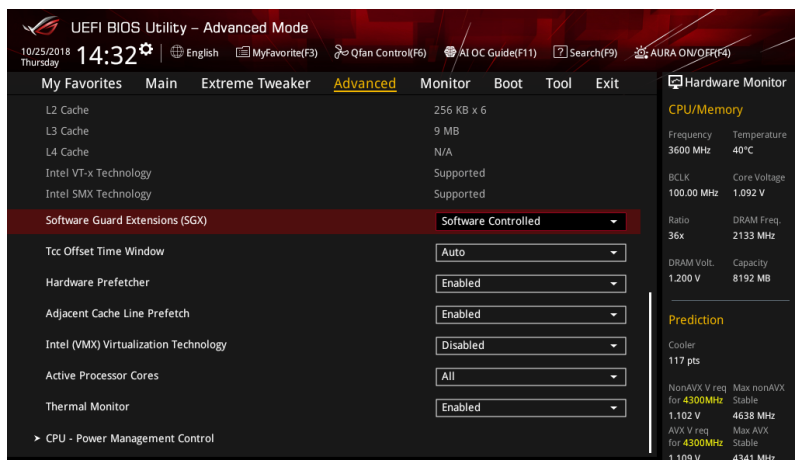 UEFI BIOS Utility – Advanced Mode
10/25/2018 Thursday 14:32 English MyFavorite(F3) Qfan Control(F6) AI OC Guide(F11) ? Search(F9) AURA ON/OFF(F4)
My Favorites Main Extreme Tweaker Advanced Monitor Boot Tool Exit
L2 Cache 256 KB x 6
L3 Cache 9 MB
L4 Cache N/A
Intel VT-x Technology Supported
Intel SMX Technology Supported
Software Guard Extensions (SGX) Software Controlled
Tcc Offset Time Window Auto
Hardware Prefetcher Enabled
Adjacent Cache Line Prefetch Enabled
Intel (VMX) Virtualization Technology Disabled
Active Processor Cores All
Thermal Monitor Enabled
CPU - Power Management Control
Hardware Monitor
CPU/Memory
Frequency Temperature
3600 MHz 40°C
BCLK Core Voltage
100.00 MHz 1.092 V
Ratio DRAM Freq.
36x 2133 MHz
DRAM Volt. Capacity
1.200 V 8192 MB
Prediction
Cooler
117 pts
NonAVX V req Max nonAVX
for 4300MHz Stable
1.102 V 4638 MHz
AVX V req Max AVX
for 4300MHz Stable
1.109 V 4341 MHz